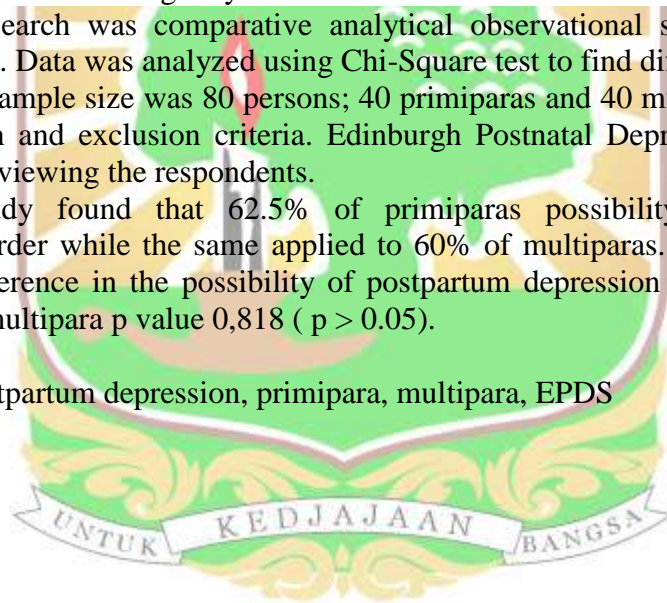 search was comparative analytical observational s
. Data was analyzed using Chi-Square test to find di
ample size was 80 persons; 40 primiparas and 40 m
n and exclusion criteria. Edinburgh Postnatal Depr
viewing the respondents.
dy found that 62.5% of primiparas possibility
rder while the same applied to 60% of multiparas.
erence in the possibility of postpartum depression
multipara p value 0,818 ( p > 0.05).
tpartum depression, primipara, multipara, EPDS
UNTUK KEDJAJAAN BANGSA